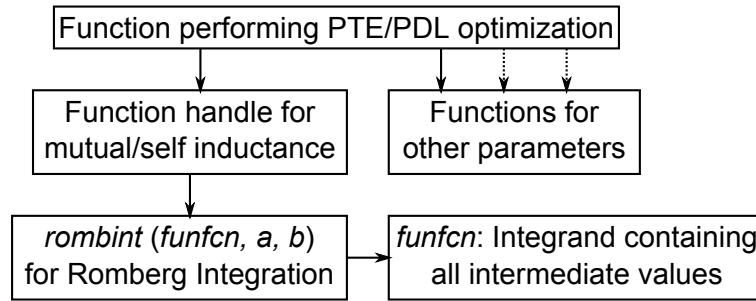 Function performing PTE/PDL optimization
Function handle for
mutual/self inductance
Functions for
other parameters
rombint (funfcn, a, b)
for Romberg Integration
funfcn: Integrand containing
all intermediate values